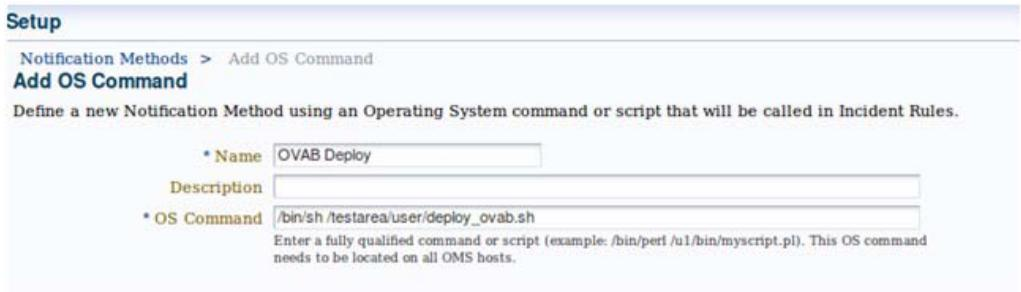 Setup
Notification Methods > Add OS Command
Add OS Command
Define a new Notification Method using an Operating System command or script that will be called in Incident Rules.
* Name OVAB Deploy
Description
* OS Command /bin/sh /testarea/user/deploy_ovab.sh
Enter a fully qualified command or script (example: /bin/perl /u1/bin/myscript.pl). This OS command
needs to be located on all OMS hosts.